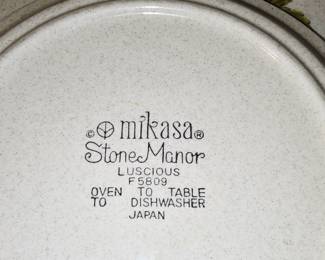 © mikasa®
Stone Manor
LUSCIOUS
F5809
OVEN TO TABLE
TO DISHWASHER
JAPAN